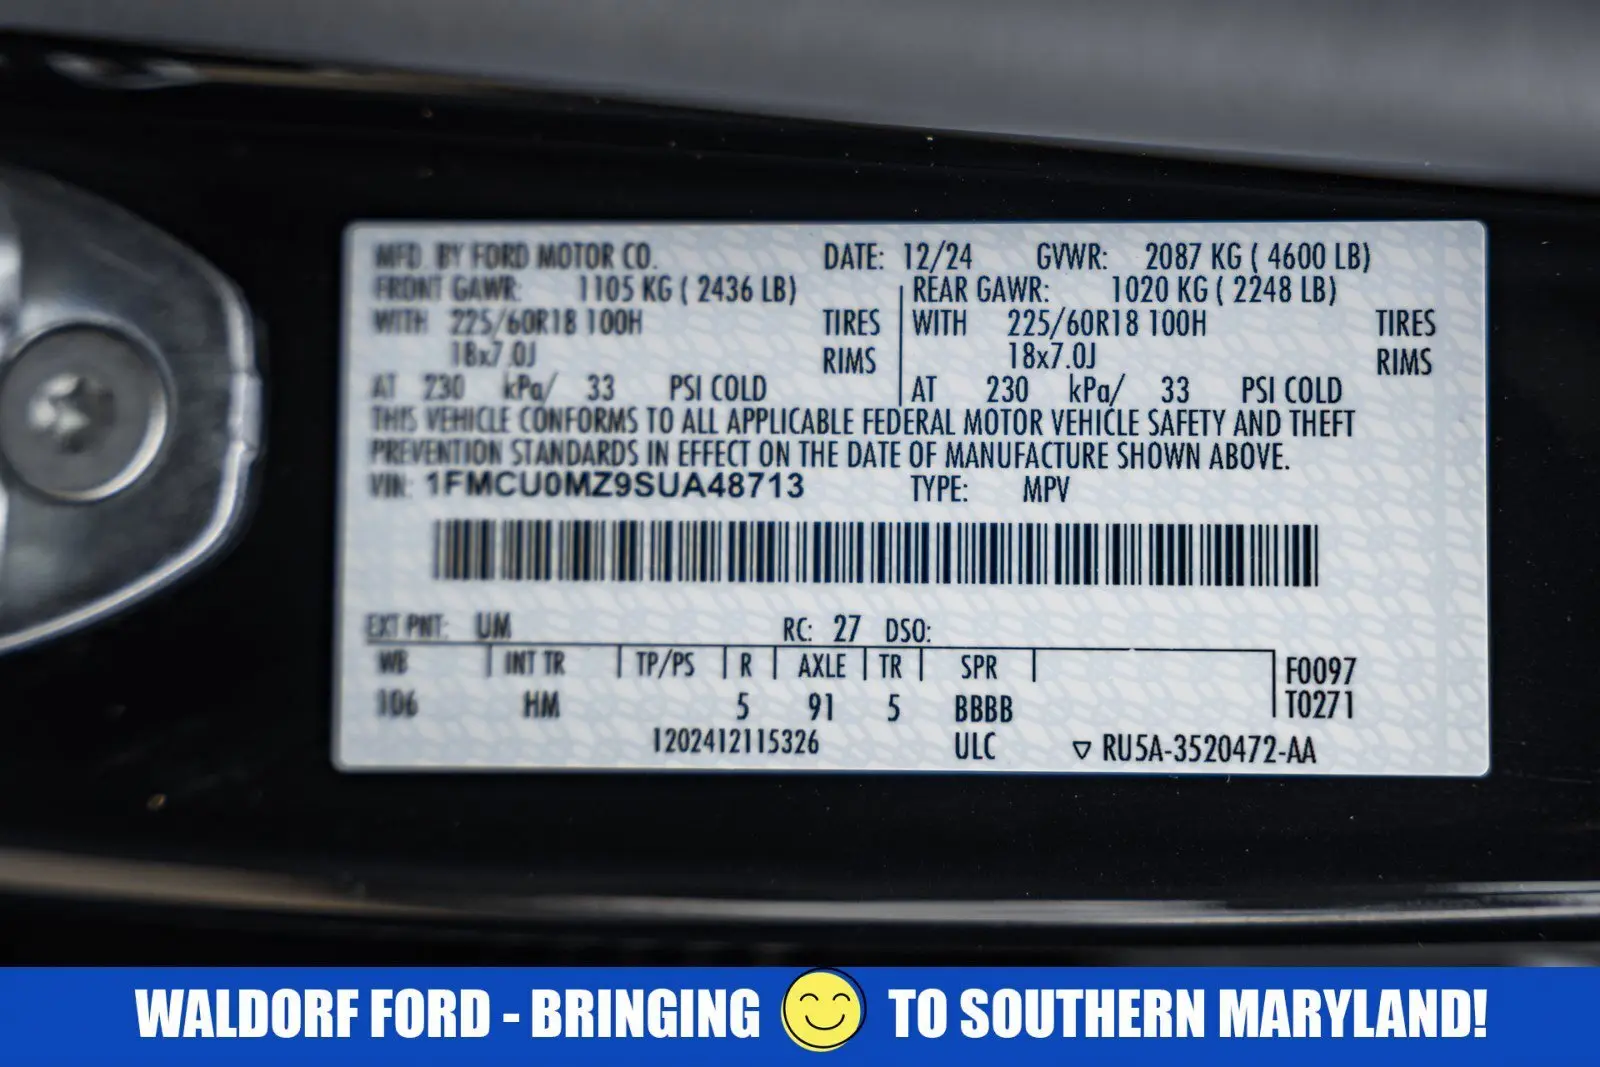 MFD. BY FORD MOTOR CO. DATE: 12/24 GVWR: 2087 KG ( 4600 LB)
FRONT GAWR: 1105 KG ( 2436 LB) REAR GAWR: 1020 KG ( 2248 LB)
WITH 225/60R18 100H TIRES WITH 225/60R18 100H TIRES
18x7.0J RIMS 18x7.0J RIMS
AT 230 kPa/ 33 PSI COLD AT 230 kPa/ 33 PSI COLD
THIS VEHICLE CONFORMS TO ALL APPLICABLE FEDERAL MOTOR VEHICLE SAFETY AND THEFT
PREVENTION STANDARDS IN EFFECT ON THE DATE OF MANUFACTURE SHOWN ABOVE.
VIN: 1FMCU0MZ9SUA48713 TYPE: MPV
EXT PNT: UM RC: 27 DSO:
WB INT TR TP/PS R AXLE TR SPR F0097
106 HM 5 91 5 BBBB T0271
1202412115326 ULC ▽ RU5A-3520472-AA
WALDORF FORD - BRINGING TO SOUTHERN MARYLAND!